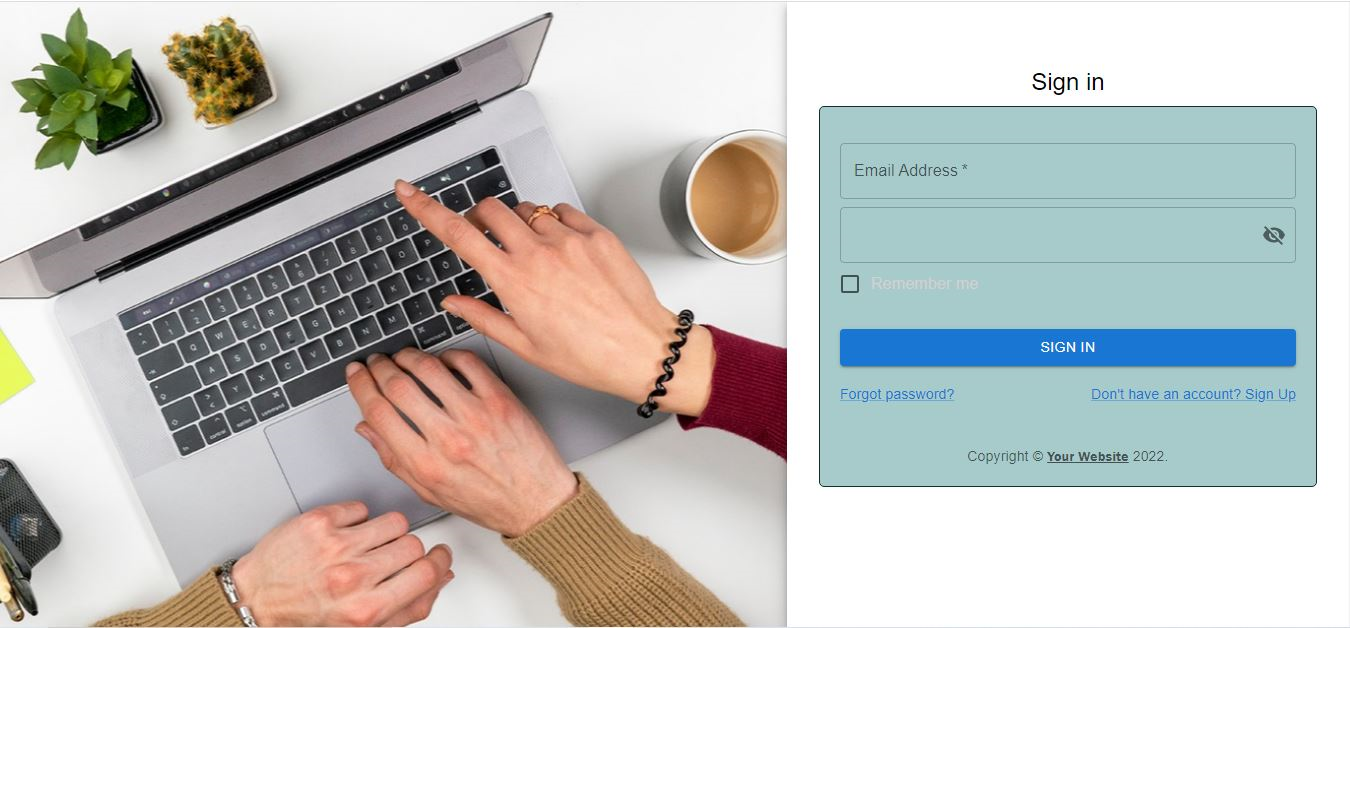 Sign in
Email Address *
Remember me
SIGN IN
Forgot password? Don't have an account? Sign Up
Copyright © Your Website 2022.